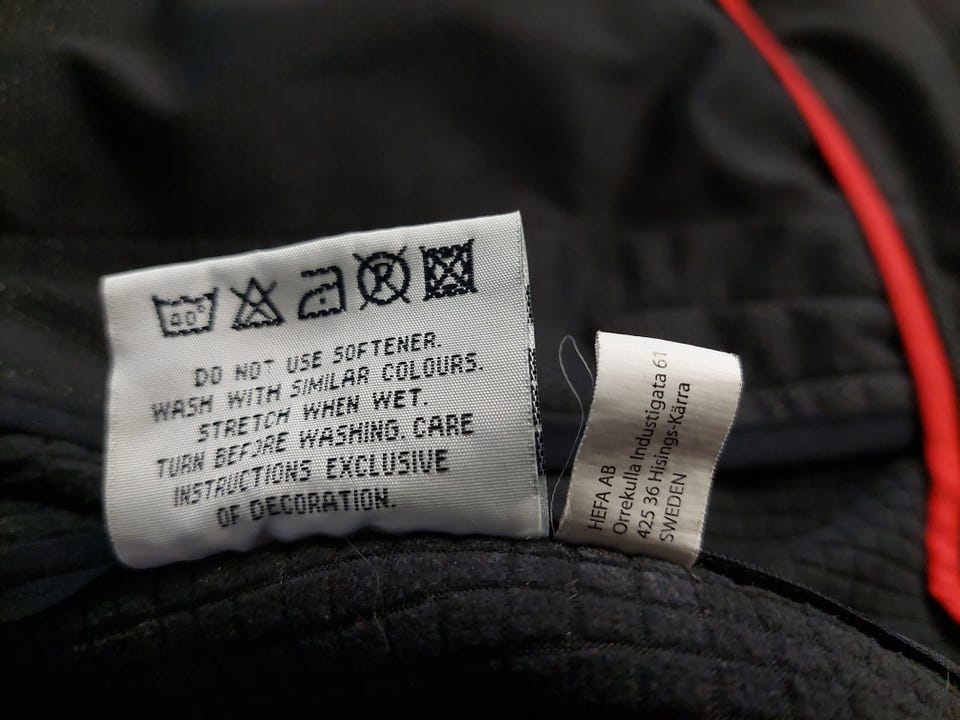 40°
R
DO NOT USE SOFTENER.
WASH WITH SIMILAR COLOURS.
STRETCH WHEN WET.
TURN BEFORE WASHING. CARE
INSTRUCTIONS EXCLUSIVE
OF DECORATION.
HEFA AB
Orrekulla Industigata 61
425 36 Hisings-Kärra
SWEDEN